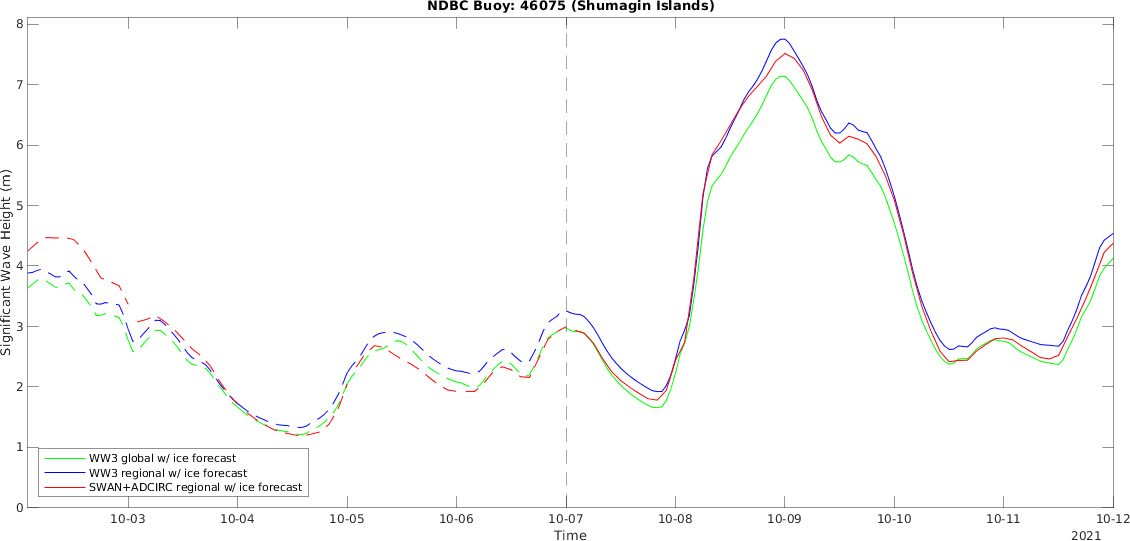 NDBC Buoy: 46075 (Shumagin Islands)
Significant Wave Height (m)
8
7
6
5
4
3
2
1
0
WW3 global w/ ice forecast
WW3 regional w/ ice forecast
SWAN+ADCIRC regional w/ ice forecast
10-03 10-04 10-05 10-06 10-07 10-08 10-09 10-10 10-11 10-12
Time
2021